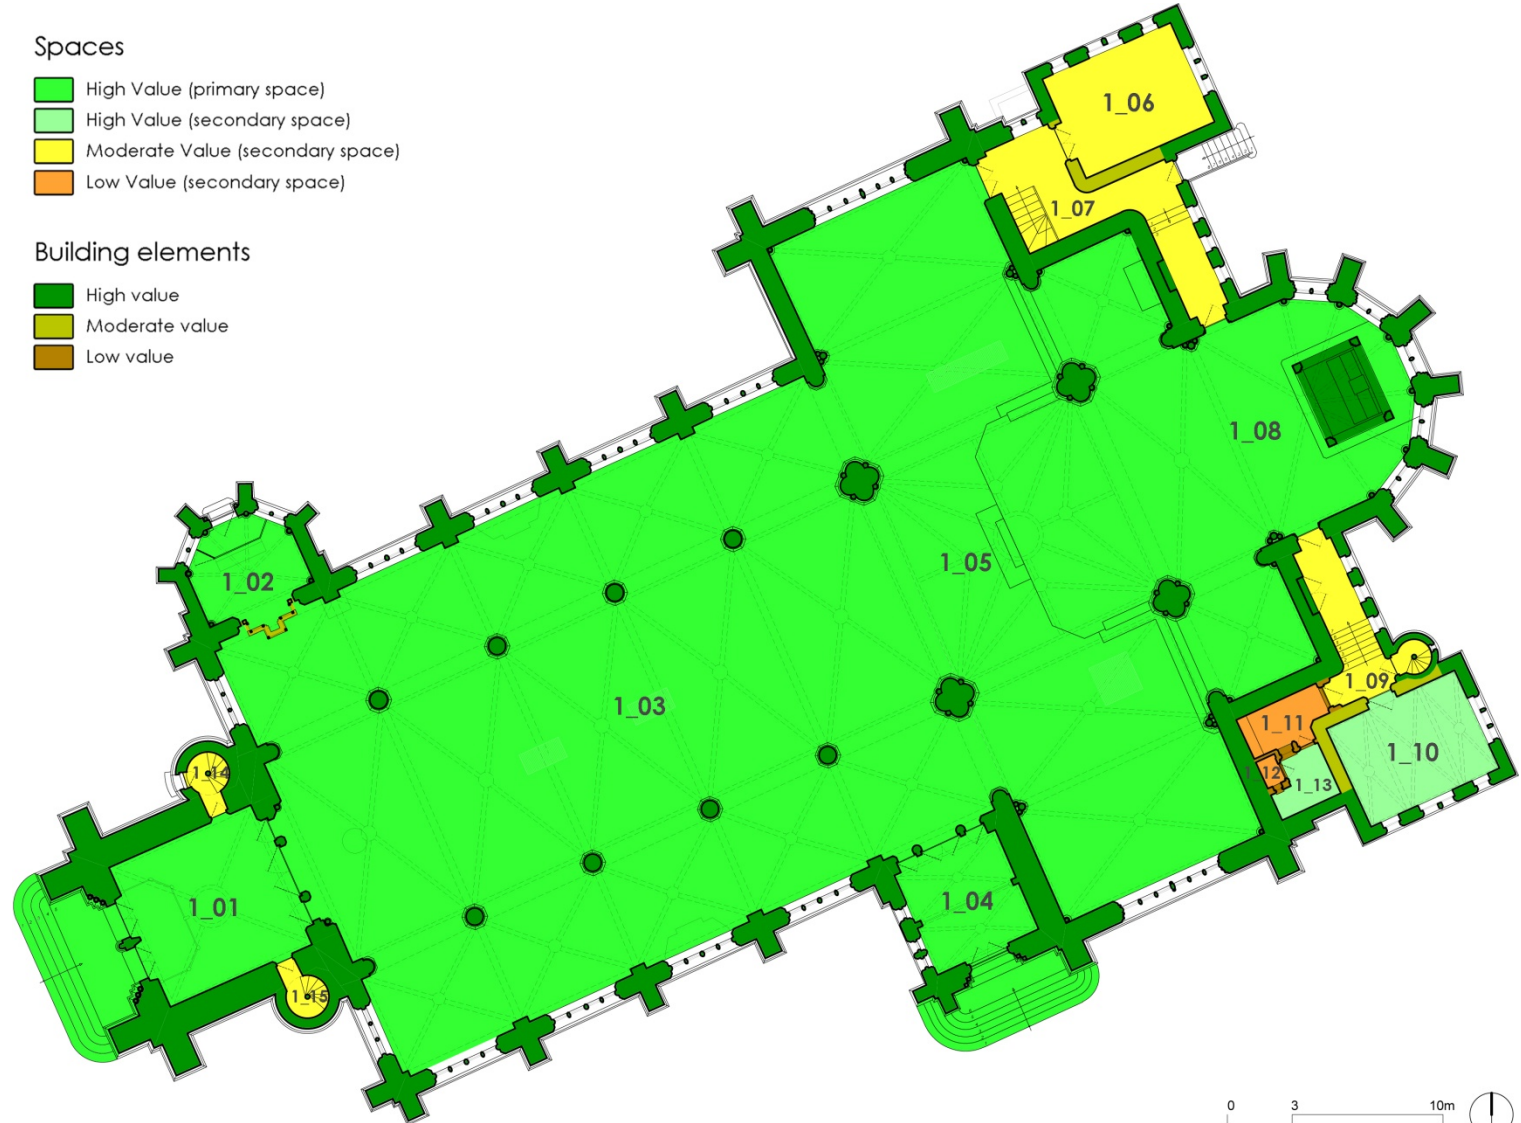 Spaces
High Value (primary space)
High Value (secondary space)
Moderate Value (secondary space)
Low Value (secondary space)
Building elements
High value
Moderate value
Low value
1_06
1_07
1_08
1_05
1_02
1_03
1_09
1_11
1_10
1_12
1_13
1_14
1_01
1_04
1_15
0 3 10m